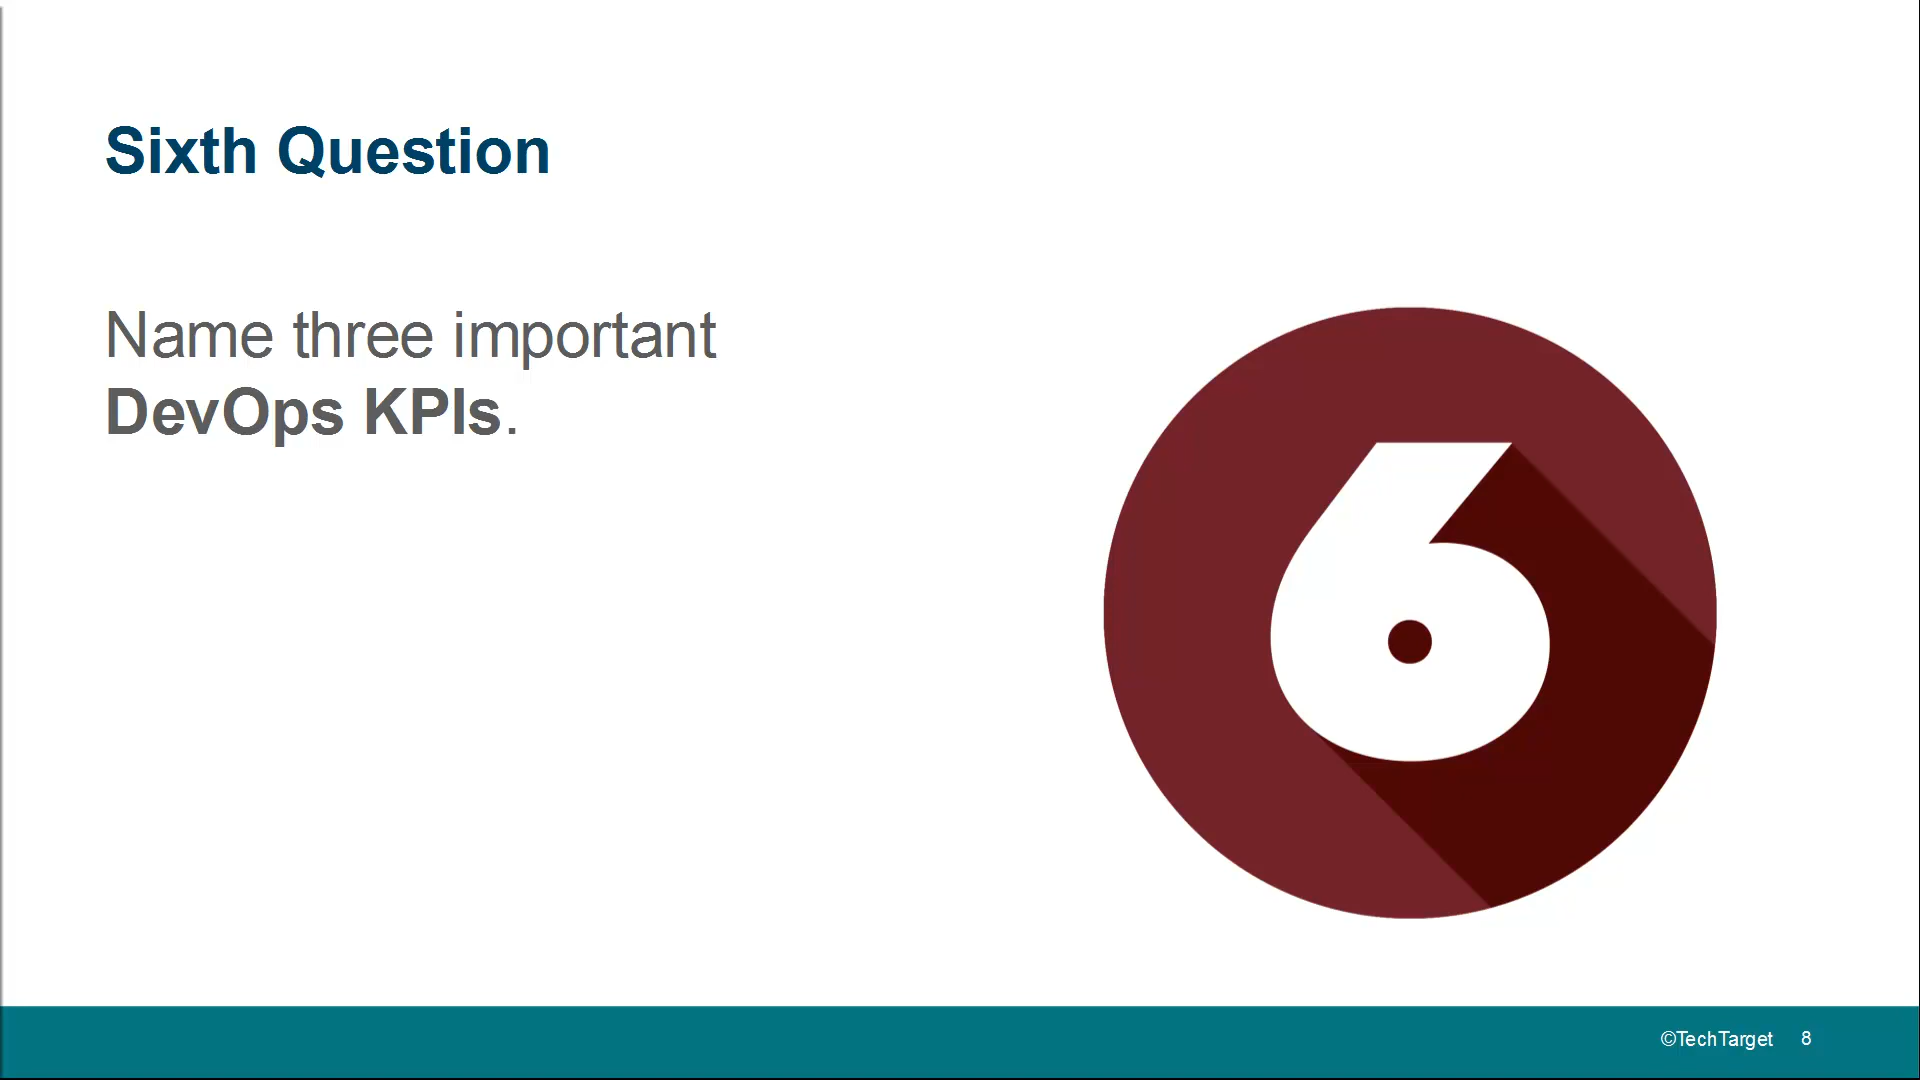 Sixth Question
Name three important
DevOps KPIs.
6
©TechTarget 8